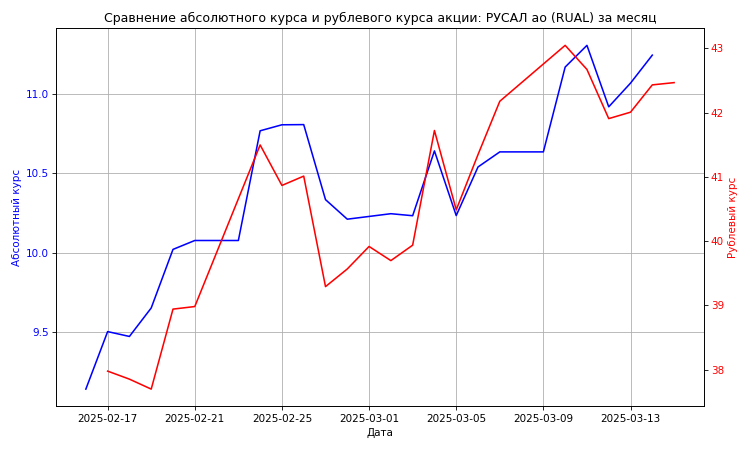 Сравнение абсолютного курса и рублевого курса акции: РУСАЛ ао (RUAL) за месяц
Абсолютный курс
11.0
10.5
10.0
9.5
43
42
41
40
39
38
Рублевый курс
2025-02-17 2025-02-21 2025-02-25 2025-03-01 2025-03-05 2025-03-09 2025-03-13
Дата